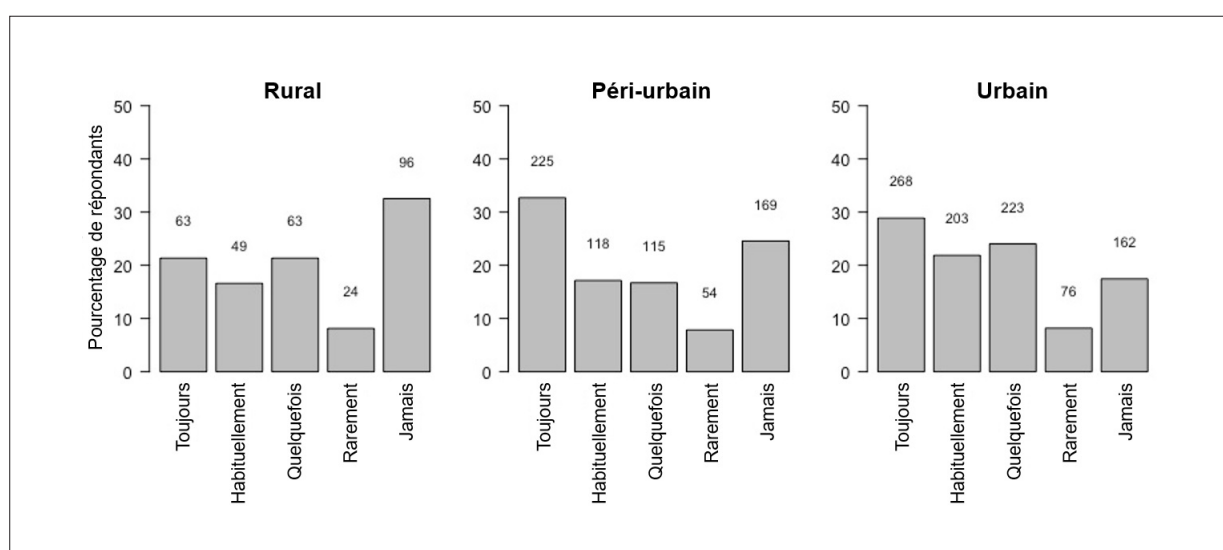 Rural
Péri-urbain
Urbain
Pourcentage de répondants
50
40
30
20
10
0
63
49
63
24
96
Toujours
Habituellement
Quelquefois
Rarement
Jamais
50
40
30
20
10
0
225
118
115
54
169
Toujours
Habituellement
Quelquefois
Rarement
Jamais
50
40
30
20
10
0
268
203
223
76
162
Toujours
Habituellement
Quelquefois
Rarement
Jamais